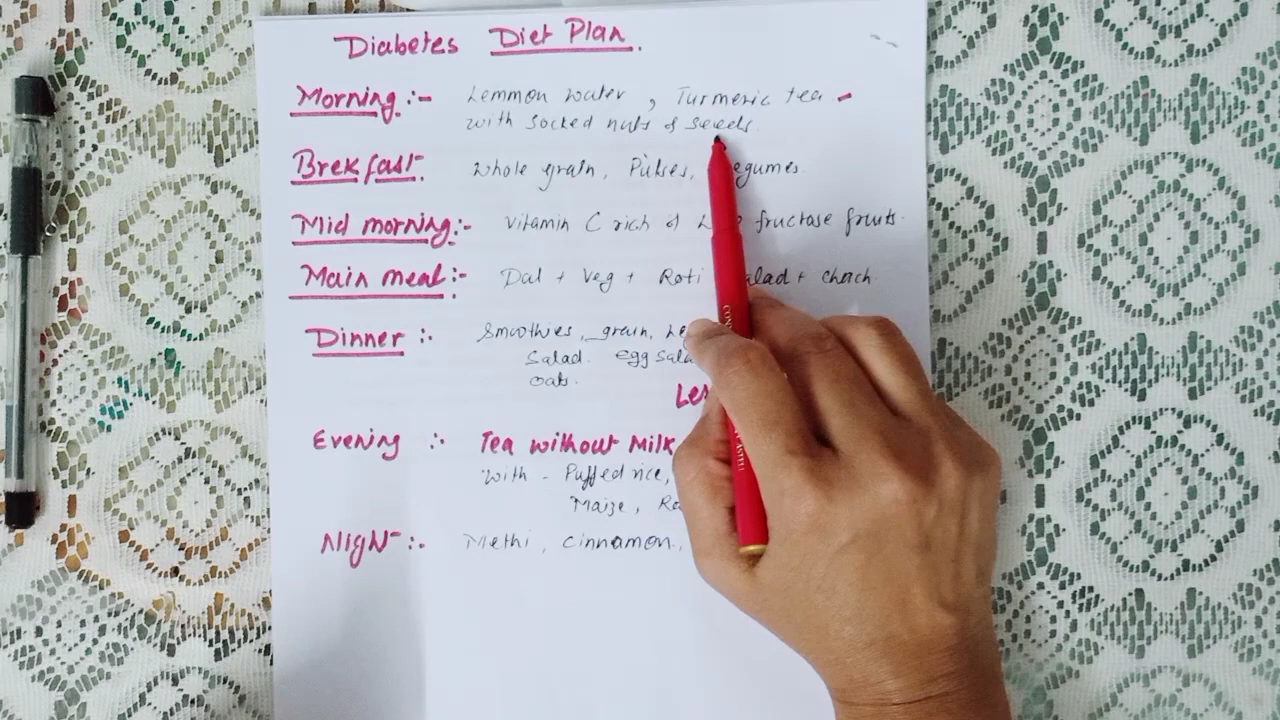 Diabetes Diet Plan.
Morning :- Lemmon water, Turmeric tea -
with Socked nuts & seeds.
Brekfast:- Whole grain, Pulses, Legumes.
Mid morning:- Vitamin C rich & fructose fruits.
Main meal:- Dal + Veg + Roti Salad + chach.
Dinner :- Smoothies, grain,
Salad. egg
oats.
Evening :- Tea without Milk
with - Puffed rice,
Maize,
Night :- Methi, Cinnamon,